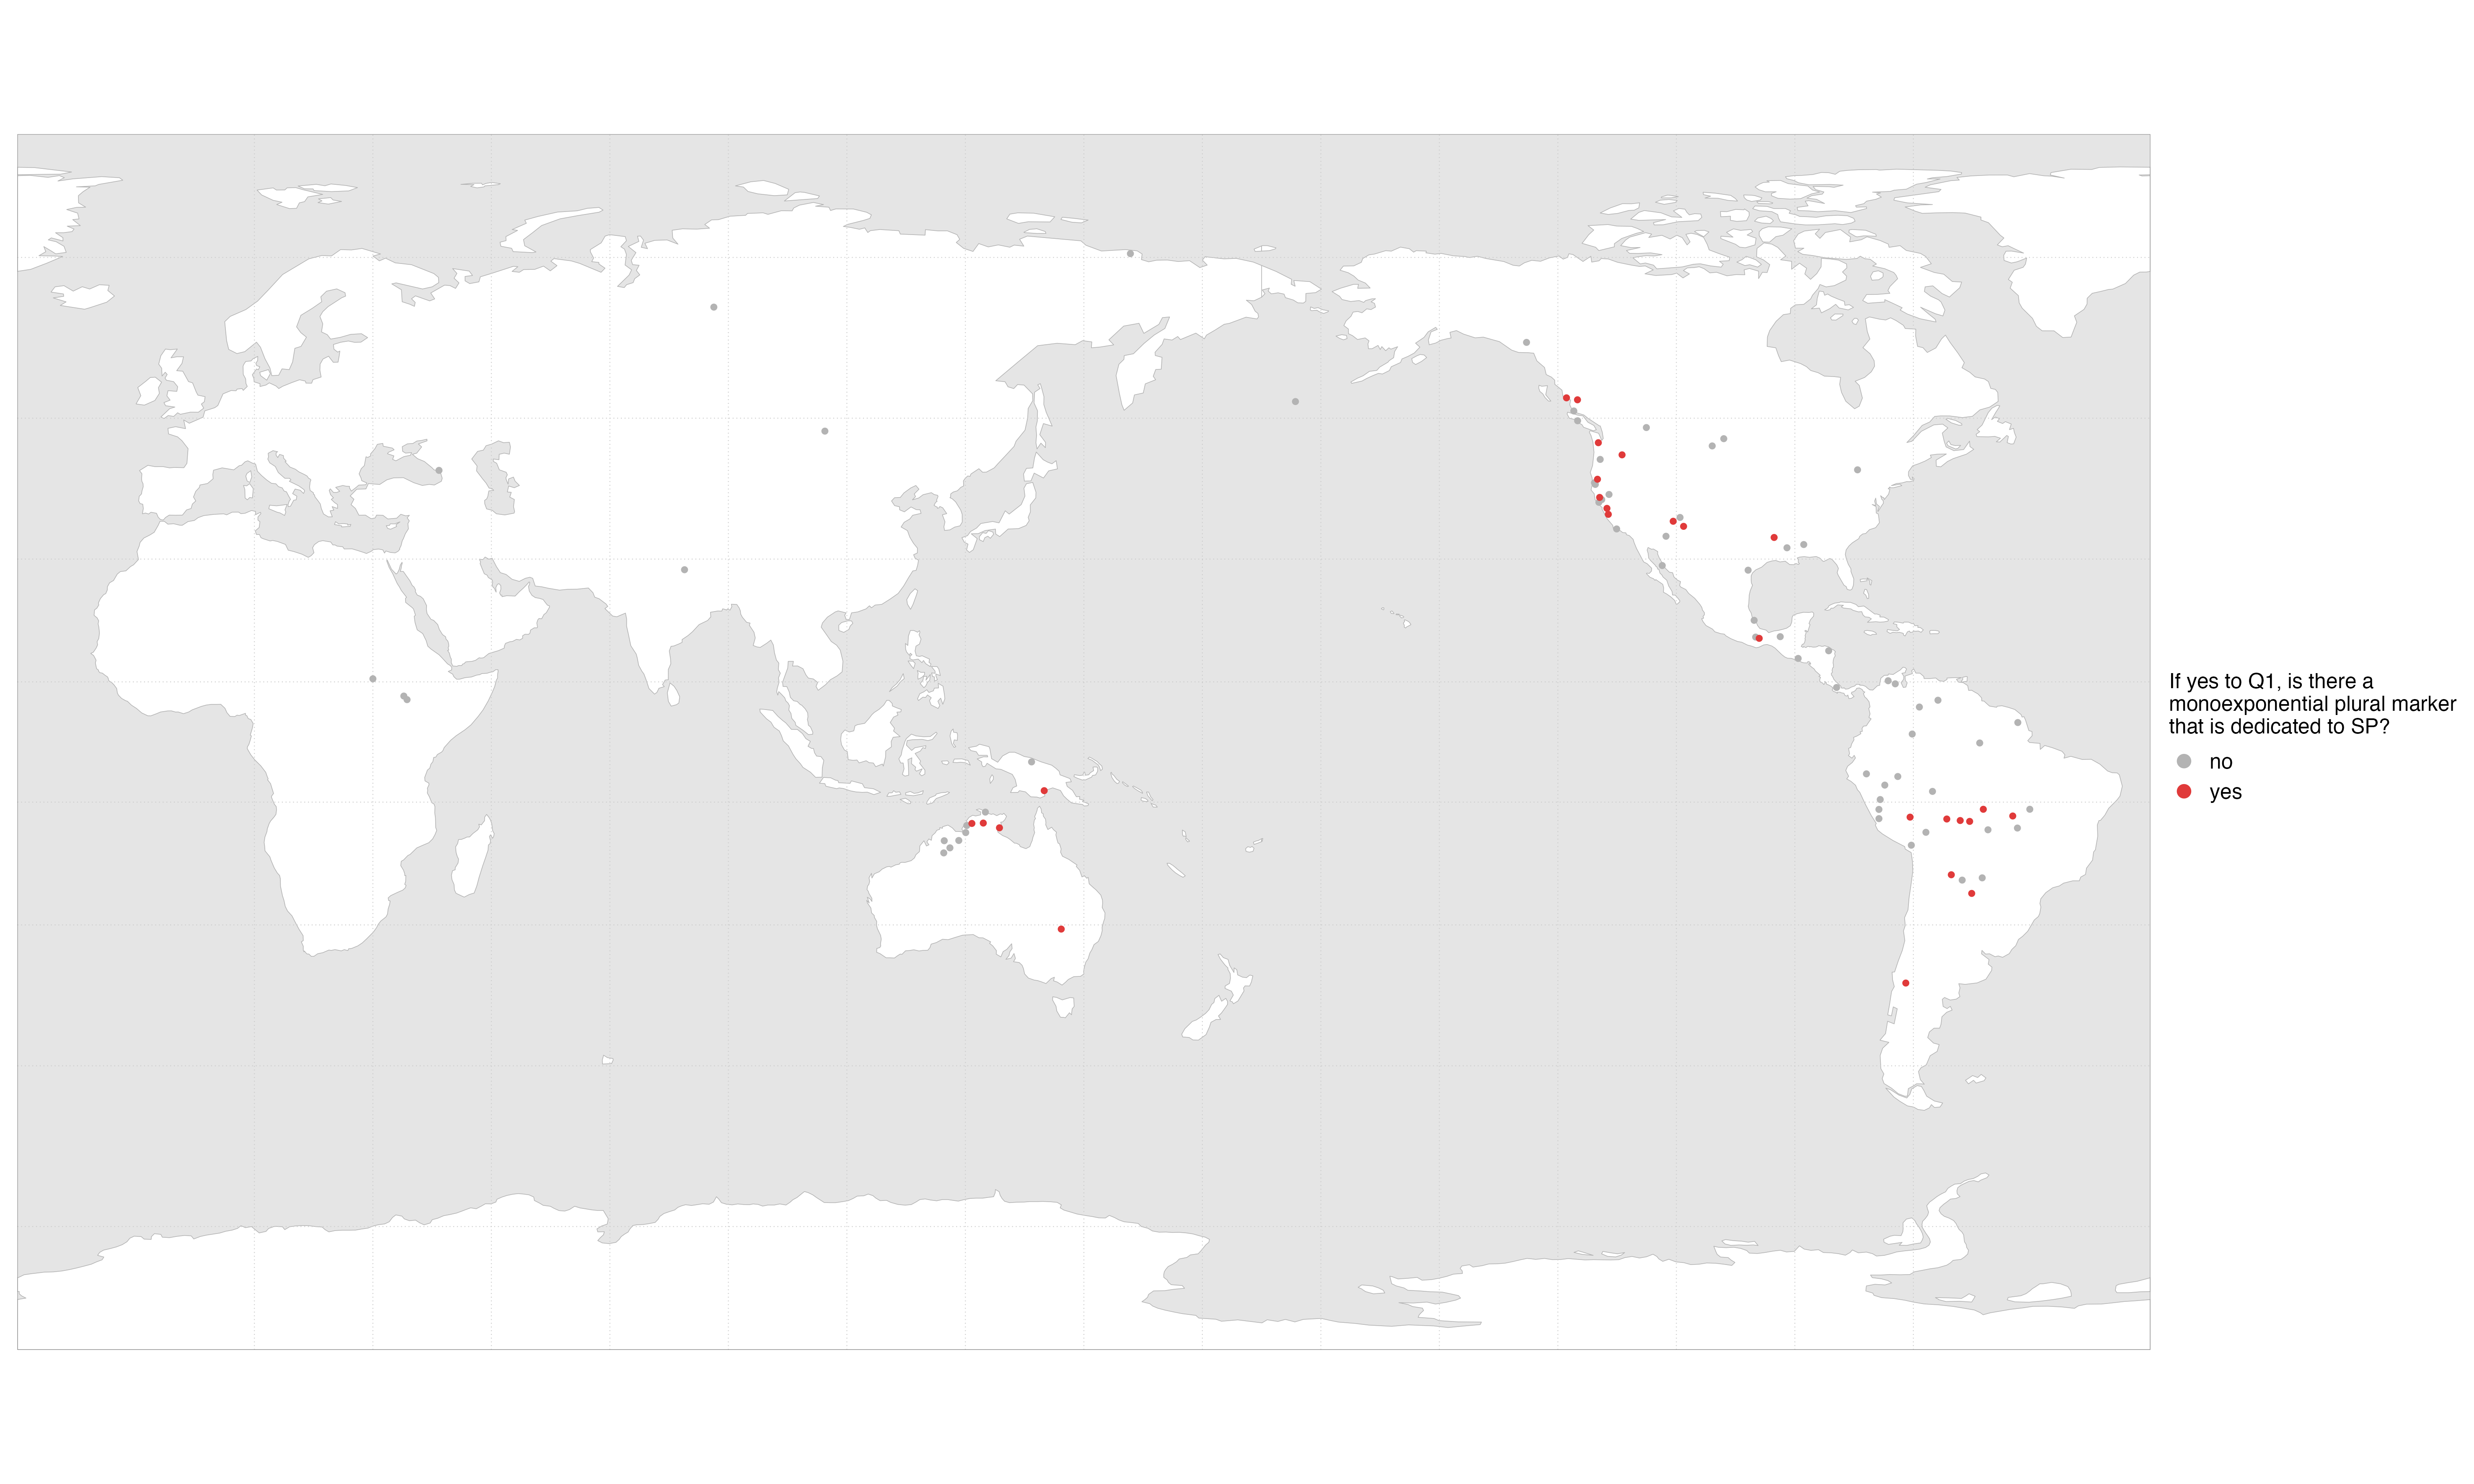 If yes to Q1, is there a
monoexponential plural marker
that is dedicated to SP?
no
yes